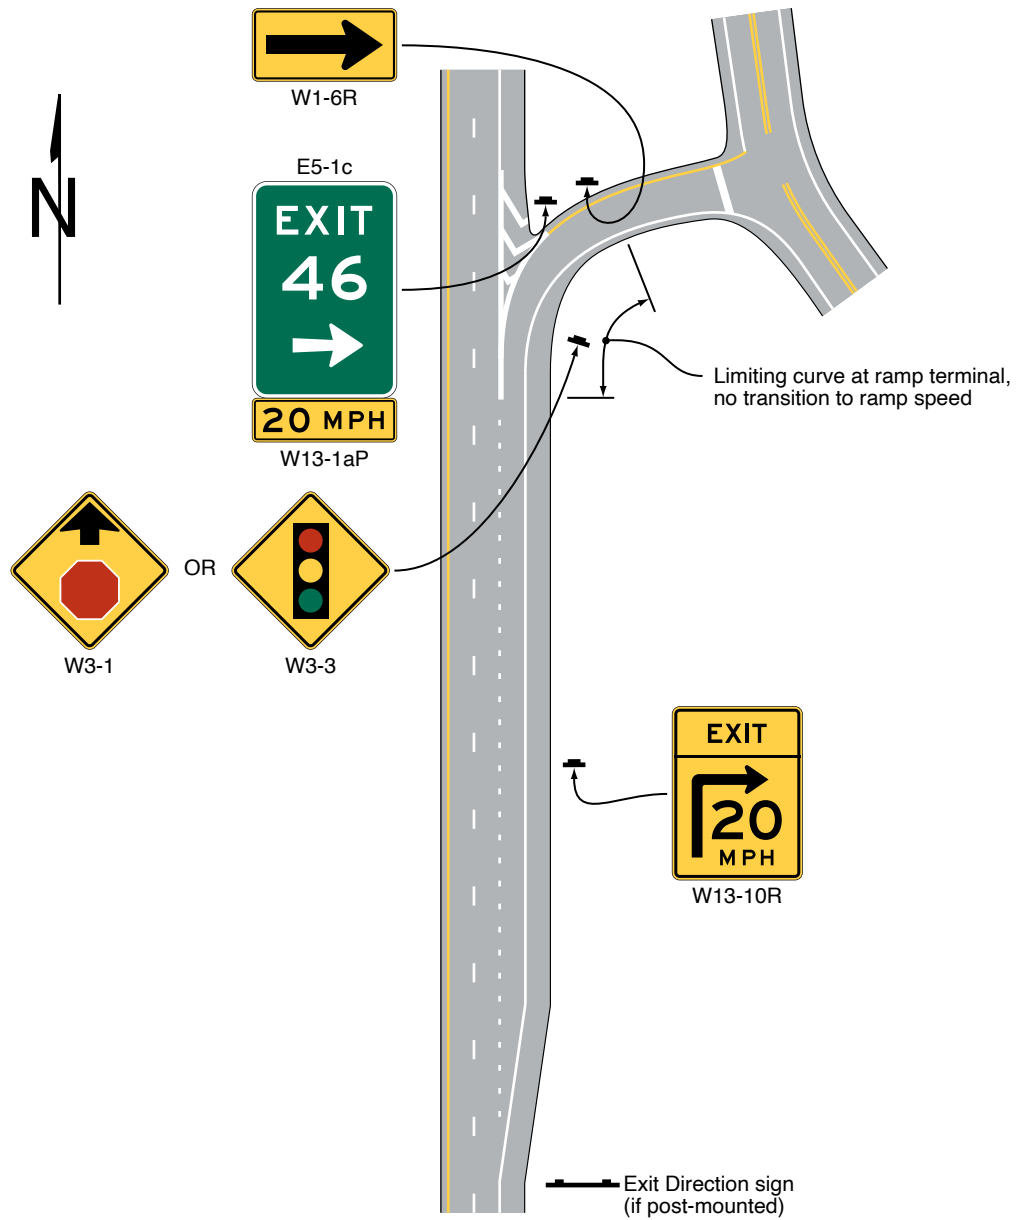 W1-6R
N
E5-1c
EXIT
46
20 MPH
W13-1aP
Limiting curve at ramp terminal,
no transition to ramp speed
OR
W3-1
W3-3
EXIT
20
MPH
W13-10R
Exit Direction sign
(if post-mounted)